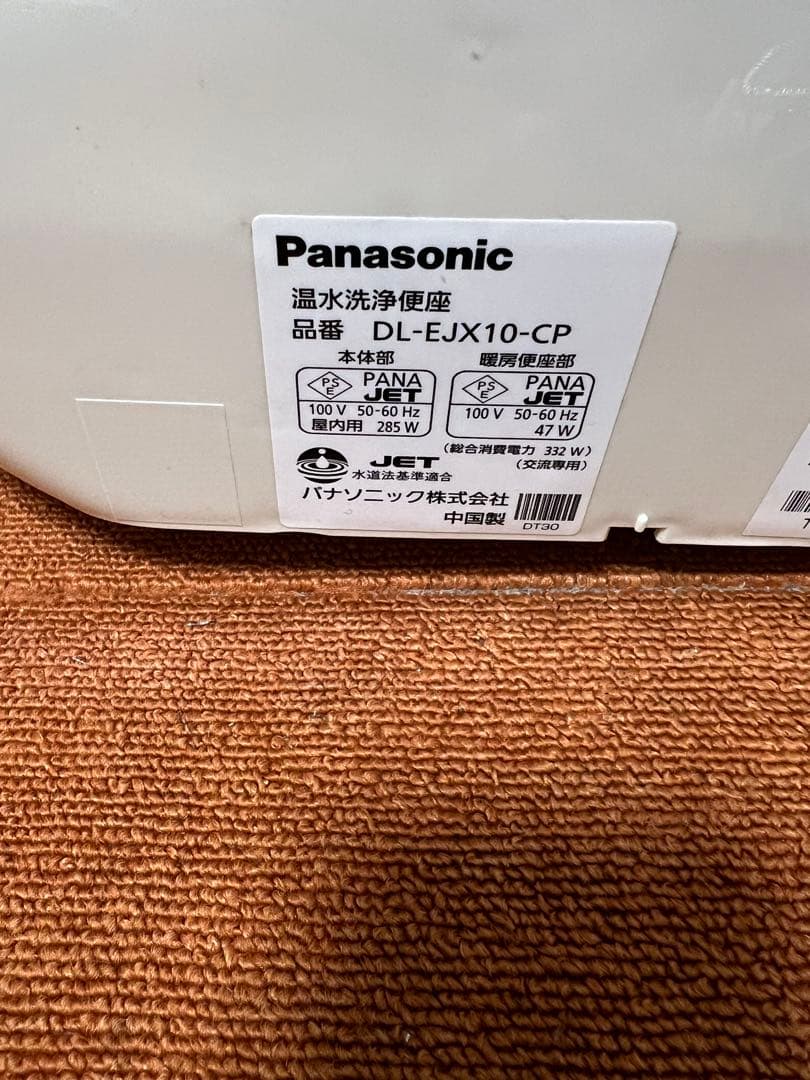 Panasonic
温水洗浄便座
品番 DL-EJX10-CP
本体部 暖房便座部
PSE PANA JET
100 V 50-60 Hz
屋内用 285 W
PSE PANA JET
100 V 50-60 Hz
47 W
(総合消費電力 332 W)
(交流専用)
JET
水道法基準適合
パナソニック株式会社
中国製
DT30
7